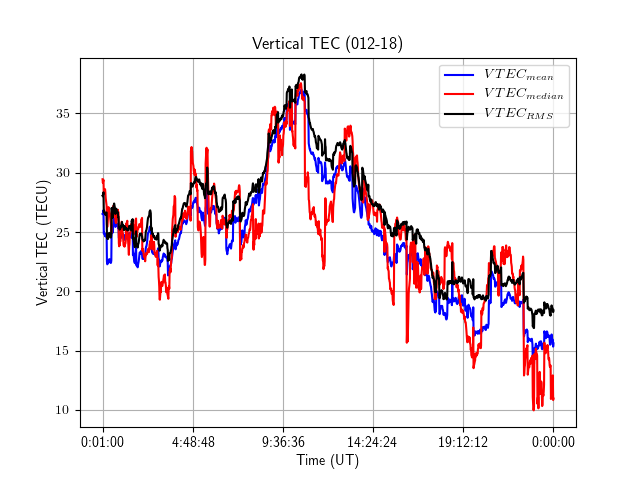 Vertical TEC (012-18)
VTEC_mean
VTEC_median
VTEC_RMS
Vertical TEC (TECU)
35
30
25
20
15
10
0:01:00 4:48:48 9:36:36 14:24:24 19:12:12 0:00:00
Time (UT)